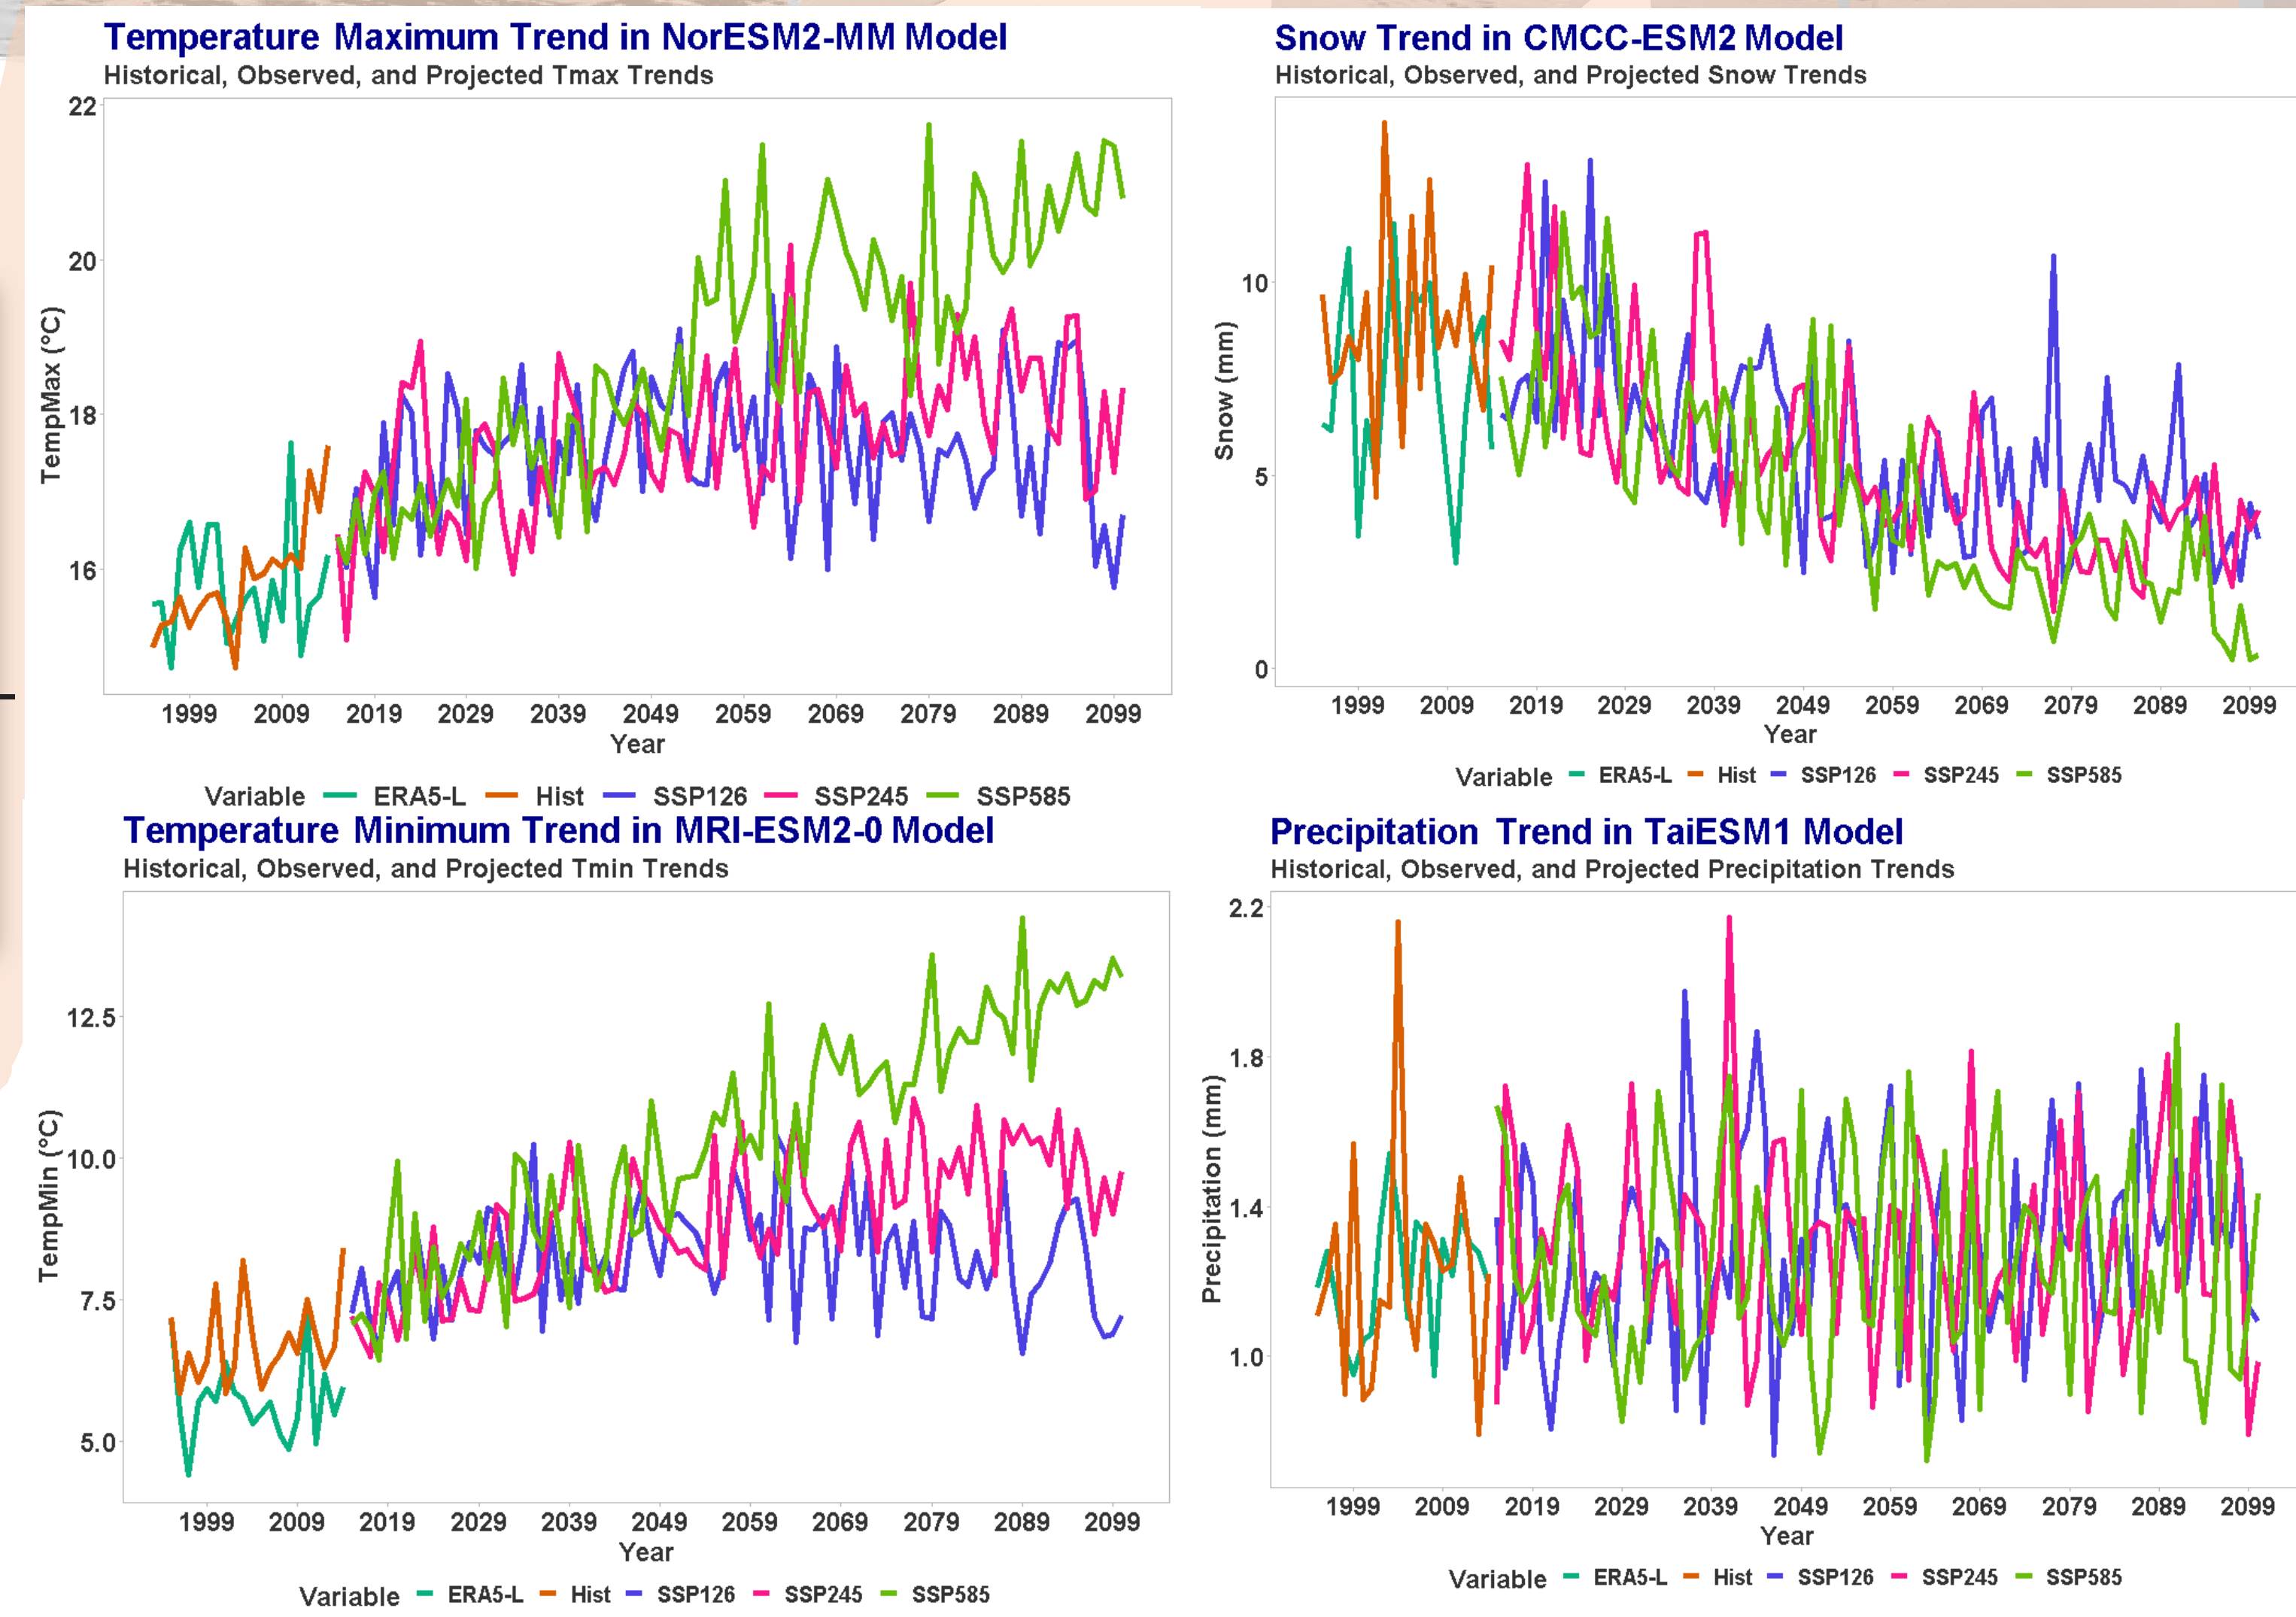 Temperature Maximum Trend in NorESM2-MM Model
Historical, Observed, and Projected Tmax Trends
TempMax (°C)
22
20
18
16
1999 2009 2019 2029 2039 2049 2059 2069 2079 2089 2099
Year
Variable ERA5-L Hist SSP126 SSP245 SSP585
Snow Trend in CMCC-ESM2 Model
Historical, Observed, and Projected Snow Trends
Snow (mm)
10
5
0
1999 2009 2019 2029 2039 2049 2059 2069 2079 2089 2099
Year
Variable ERA5-L Hist SSP126 SSP245 SSP585
Temperature Minimum Trend in MRI-ESM2-0 Model
Historical, Observed, and Projected Tmin Trends
TempMin (°C)
12.5
10.0
7.5
5.0
1999 2009 2019 2029 2039 2049 2059 2069 2079 2089 2099
Year
Variable ERA5-L Hist SSP126 SSP245 SSP585
Precipitation Trend in TaiESM1 Model
Historical, Observed, and Projected Precipitation Trends
Precipitation (mm)
2.2
1.8
1.4
1.0
1999 2009 2019 2029 2039 2049 2059 2069 2079 2089 2099
Year
Variable ERA5-L Hist SSP126 SSP245 SSP585